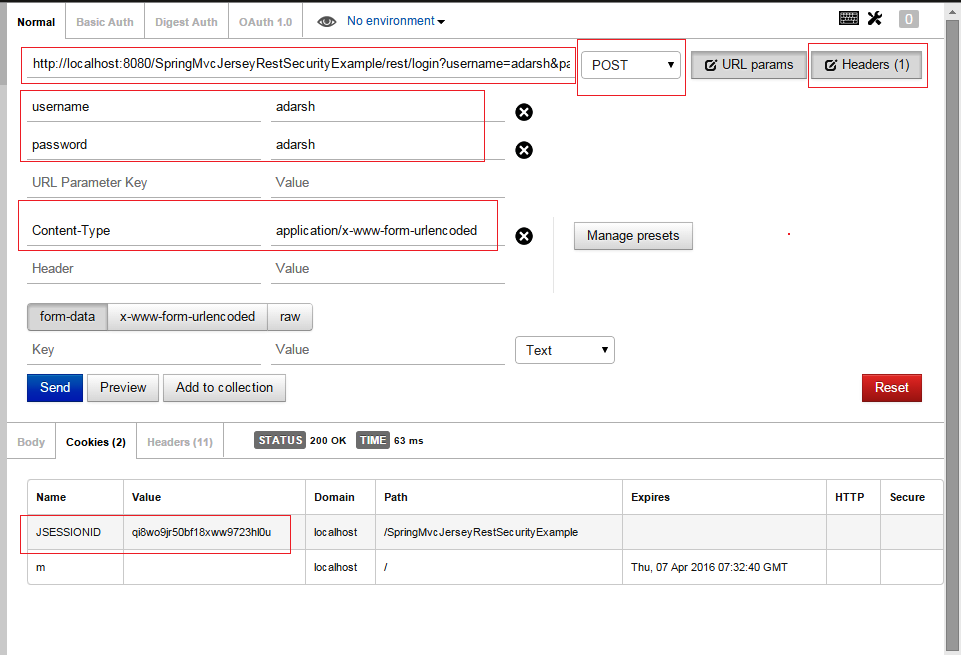 Normal Basic Auth Digest Auth OAuth 1.0 No environment 0
http://localhost:8080/SpringMvcJerseyRestSecurityExample/rest/login?username=adarsh&pa POST URL params Headers (1)
username adarsh
password adarsh
URL Parameter Key Value
Content-Type application/x-www-form-urlencoded Manage presets
Header Value
form-data x-www-form-urlencoded raw
Key Value Text
Send Preview Add to collection Reset
Body Cookies (2) Headers (11) STATUS 200 OK TIME 63 ms
Name Value Domain Path Expires HTTP Secure
JSESSIONID qi8wo9jr50bf18xww9723hl0u localhost /SpringMvcJerseyRestSecurityExample
m localhost / Thu, 07 Apr 2016 07:32:40 GMT